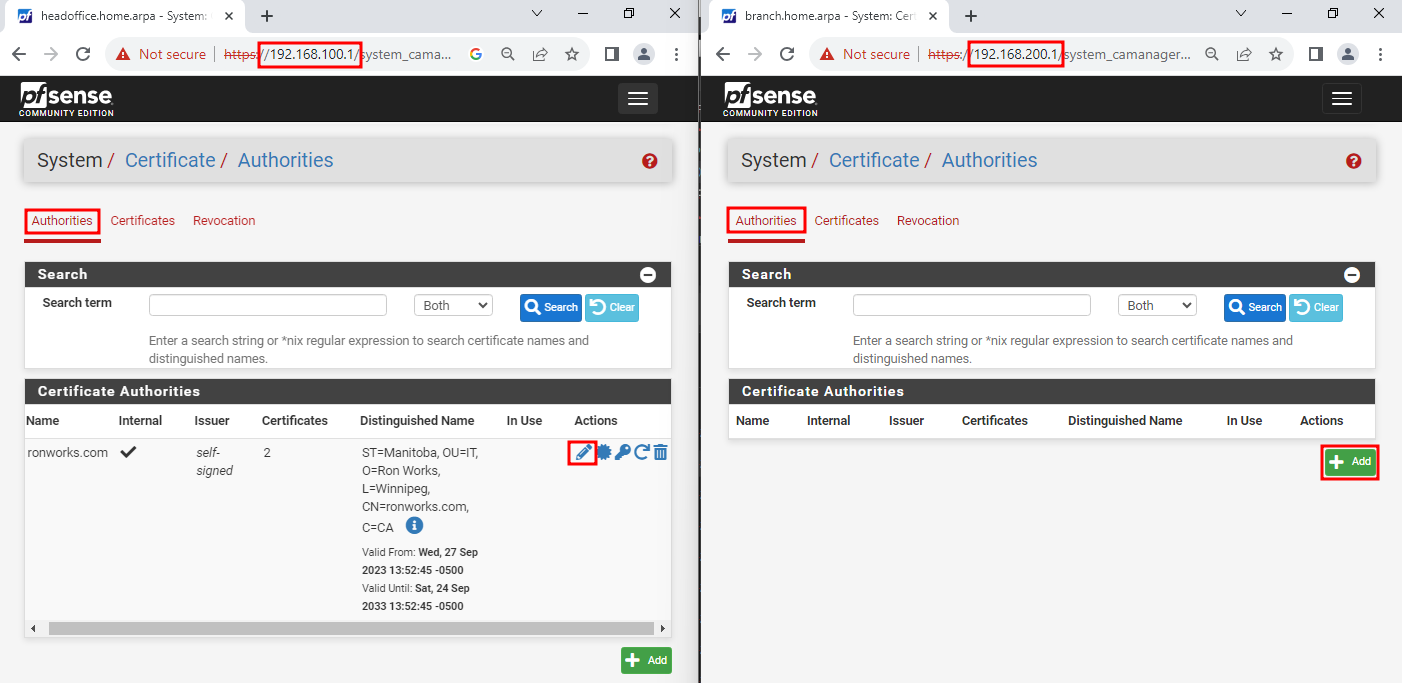 headoffice.home.arpa - System:
Not secure
https://192.168.100.1/system_cama...
pfsense
COMMUNITY EDITION
System / Certificate / Authorities
Authorities Certificates Revocation
Search
Search term
Both
Search
Clear
Enter a search string or *nix regular expression to search certificate names and
distinguished names.
Certificate Authorities
Name Internal Issuer Certificates Distinguished Name In Use Actions
ronworks.com
self-
signed
2
ST=Manitoba, OU=IT,
O=Ron Works,
L=Winnipeg,
CN=ronworks.com,
C=CA
Valid From: Wed, 27 Sep
2023 13:52:45 -0500
Valid Until: Sat, 24 Sep
2033 13:52:45 -0500
Add
branch.home.arpa - System: Cer
Not secure
https://192.168.200.1/system_camanager...
pfsense
COMMUNITY EDITION
System / Certificate / Authorities
Authorities Certificates Revocation
Search
Search term
Both
Search
Clear
Enter a search string or *nix regular expression to search certificate names and
distinguished names.
Certificate Authorities
Name Internal Issuer Certificates Distinguished Name In Use Actions
Add